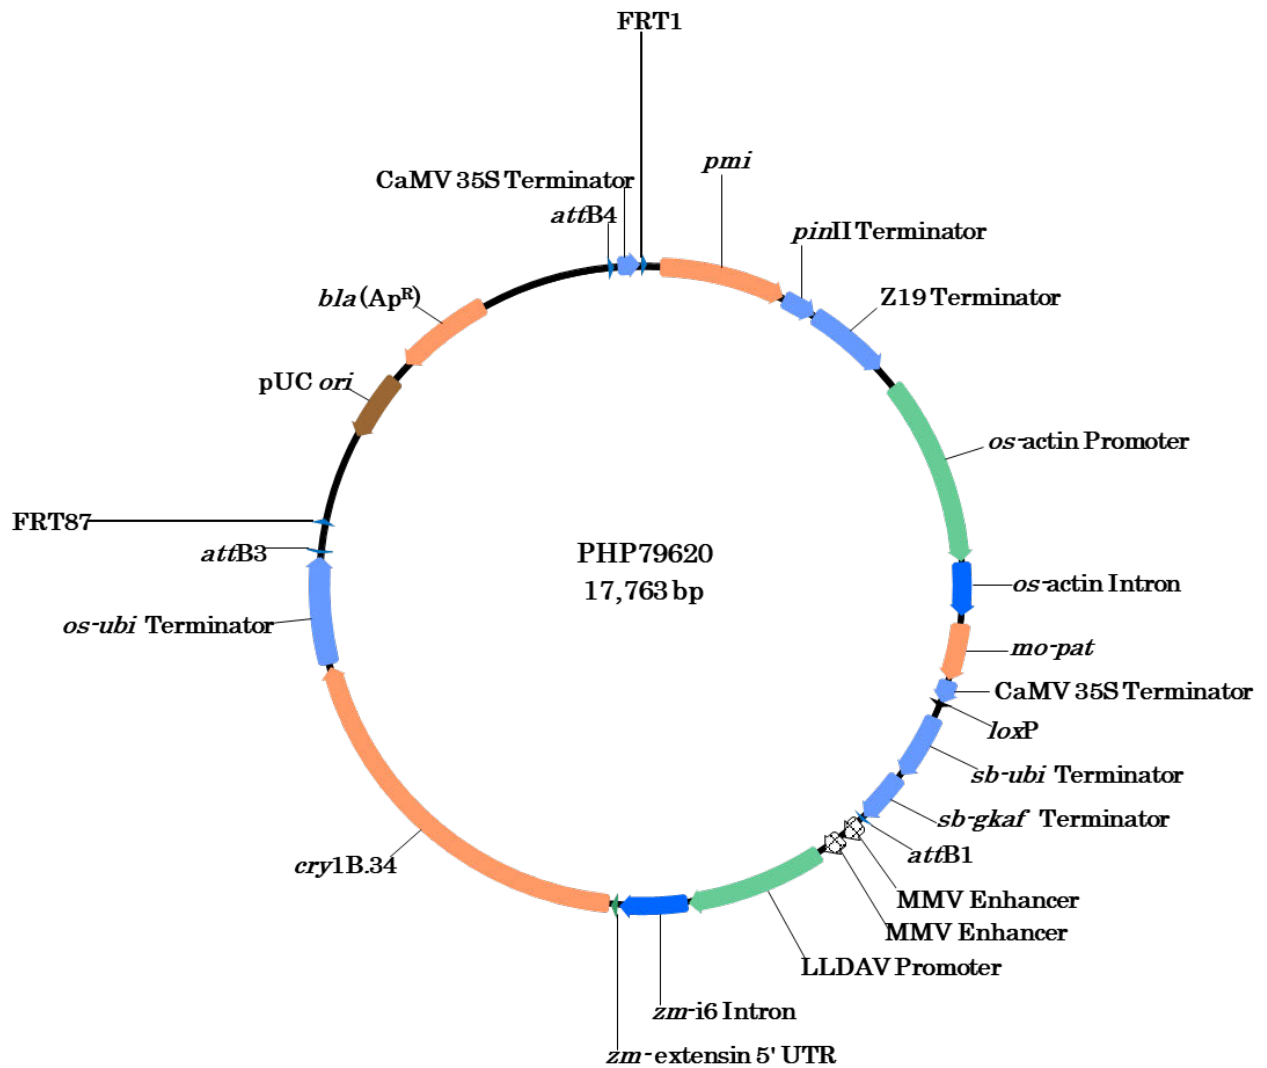 FRT1
pmi
CaMV 35S Terminator
attB4
pinII Terminator
bla (Apᴿ)
Z19 Terminator
pUC ori
os-actin Promoter
FRT87
attB3
PHP79620
17,763 bp
os-actin Intron
os-ubi Terminator
mo-pat
CaMV 35S Terminator
loxP
sb-ubi Terminator
sb-gkaf Terminator
attB1
cry1B.34
MMV Enhancer
MMV Enhancer
LLDAV Promoter
zm-i6 Intron
zm-extensin 5' UTR